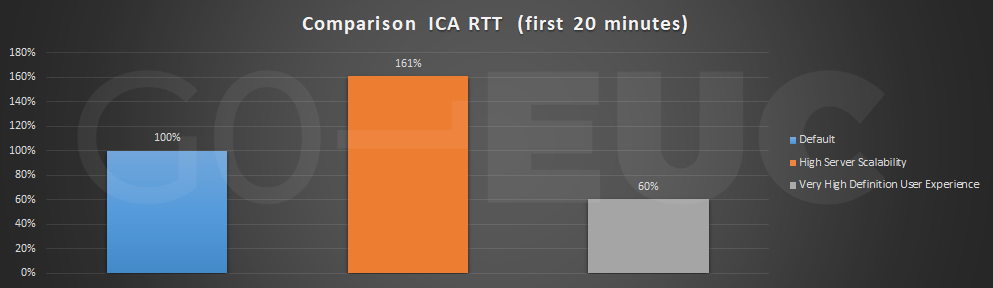 Comparison ICA RTT (first 20 minutes)
180%
160%
140%
120%
100%
80%
60%
40%
20%
0%
100%
161%
60%
GO-EUC
Default
High Server Scalability
Very High Definition User Experience